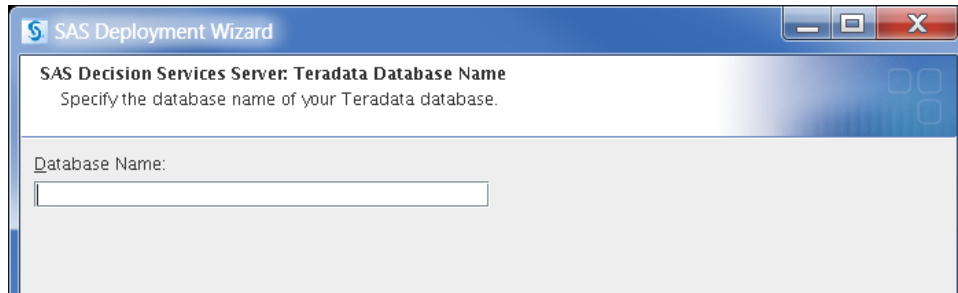 SAS Deployment Wizard
SAS Decision Services Server: Teradata Database Name
Specify the database name of your Teradata database.
Database Name: